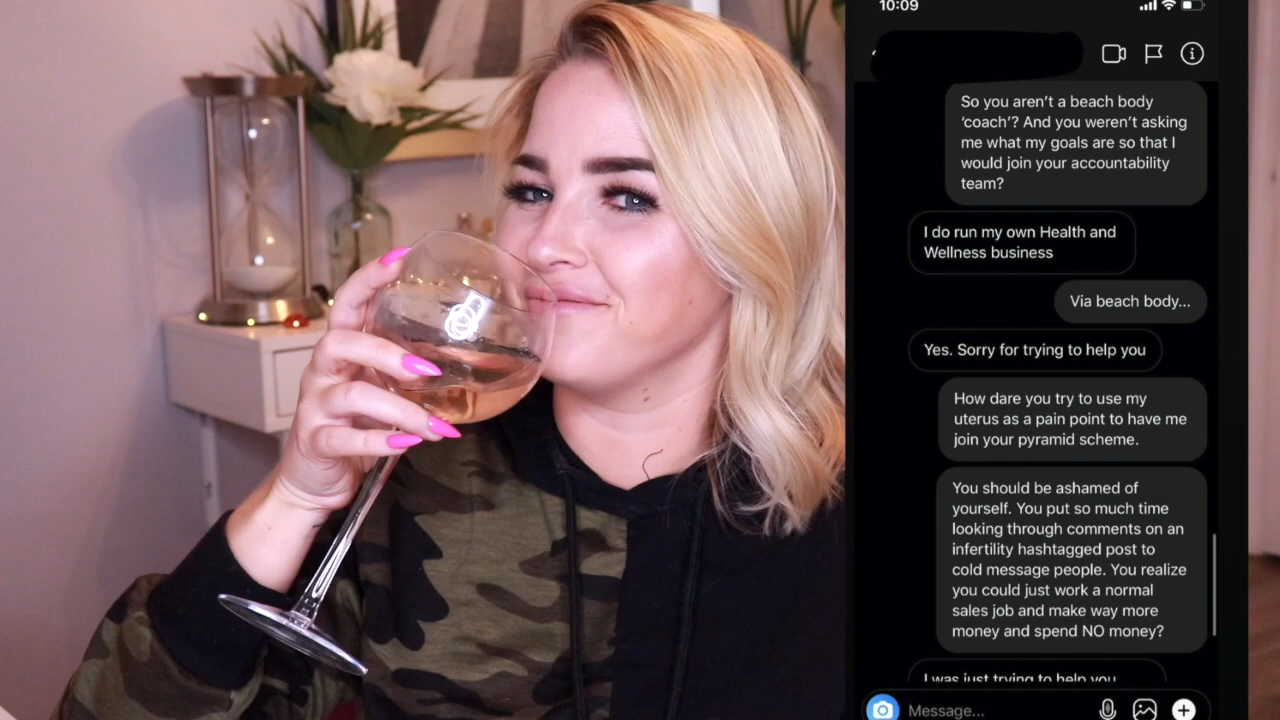 10:09
So you aren't a beach body
'coach'? And you weren't asking
me what my goals are so that I
would join your accountability
team?
I do run my own Health and
Wellness business
Via beach body...
Yes. Sorry for trying to help you
How dare you try to use my
uterus as a pain point to have me
join your pyramid scheme.
You should be ashamed of
yourself. You put so much time
looking through comments on an
infertility hashtagged post to
cold message people. You realize
you could just work a normal
sales job and make way more
money and spend NO money?
I was just trying to help you
Message...